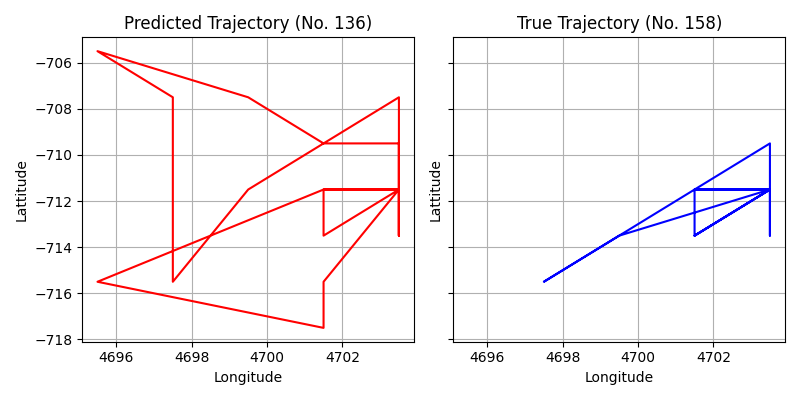 Predicted Trajectory (No. 136)
Lattitude
−706
−708
−710
−712
−714
−716
−718
4696 4698 4700 4702
Longitude
True Trajectory (No. 158)
Lattitude
4696 4698 4700 4702
Longitude